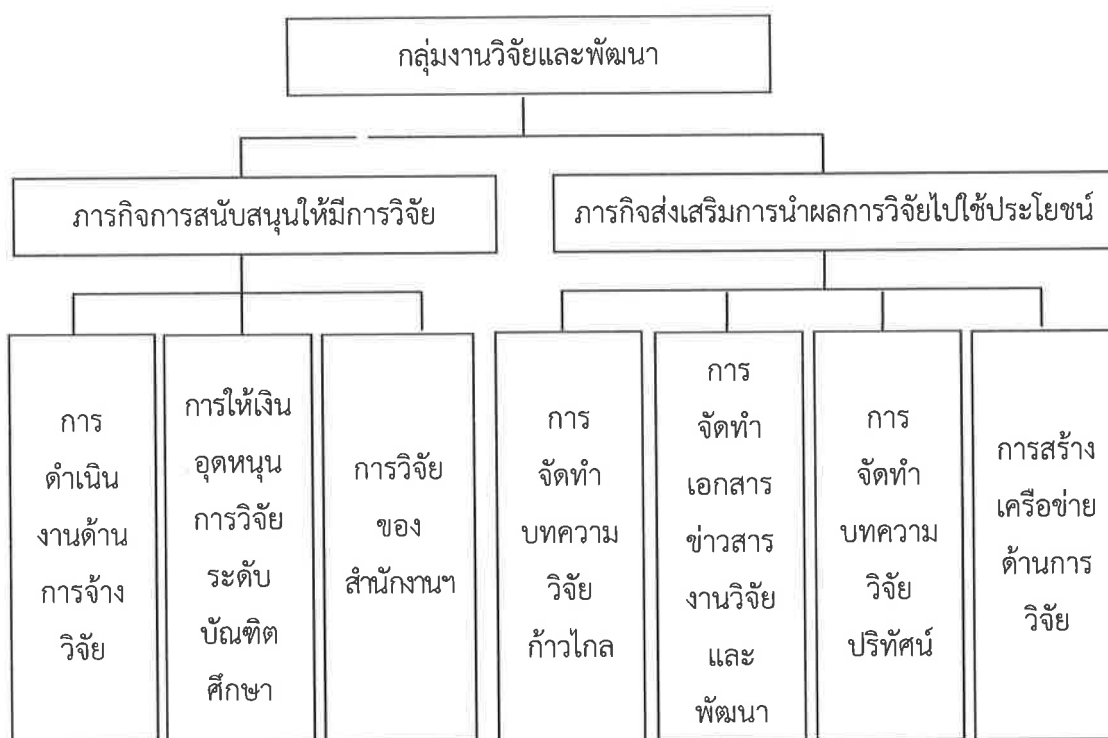 กลุ่มงานวิจัยและพัฒนา
ภารกิจการสนับสนุนให้มีการวิจัย
ภารกิจส่งเสริมการนำผลการวิจัยไปใช้ประโยชน์
การ
ดำเนิน
งานด้าน
การจ้าง
วิจัย
การให้เงิน
อุดหนุน
การวิจัย
ระดับ
บัณฑิต
ศึกษา
การวิจัย
ของ
สำนักงานฯ
การ
จัดทำ
บทความ
วิจัย
ก้าวไกล
การ
จัดทำ
เอกสาร
ข่าวสาร
งานวิจัย
และ
พัฒนา
การ
จัดทำ
บทความ
วิจัย
ปริทัศน์
การสร้าง
เครือข่าย
ด้านการ
วิจัย